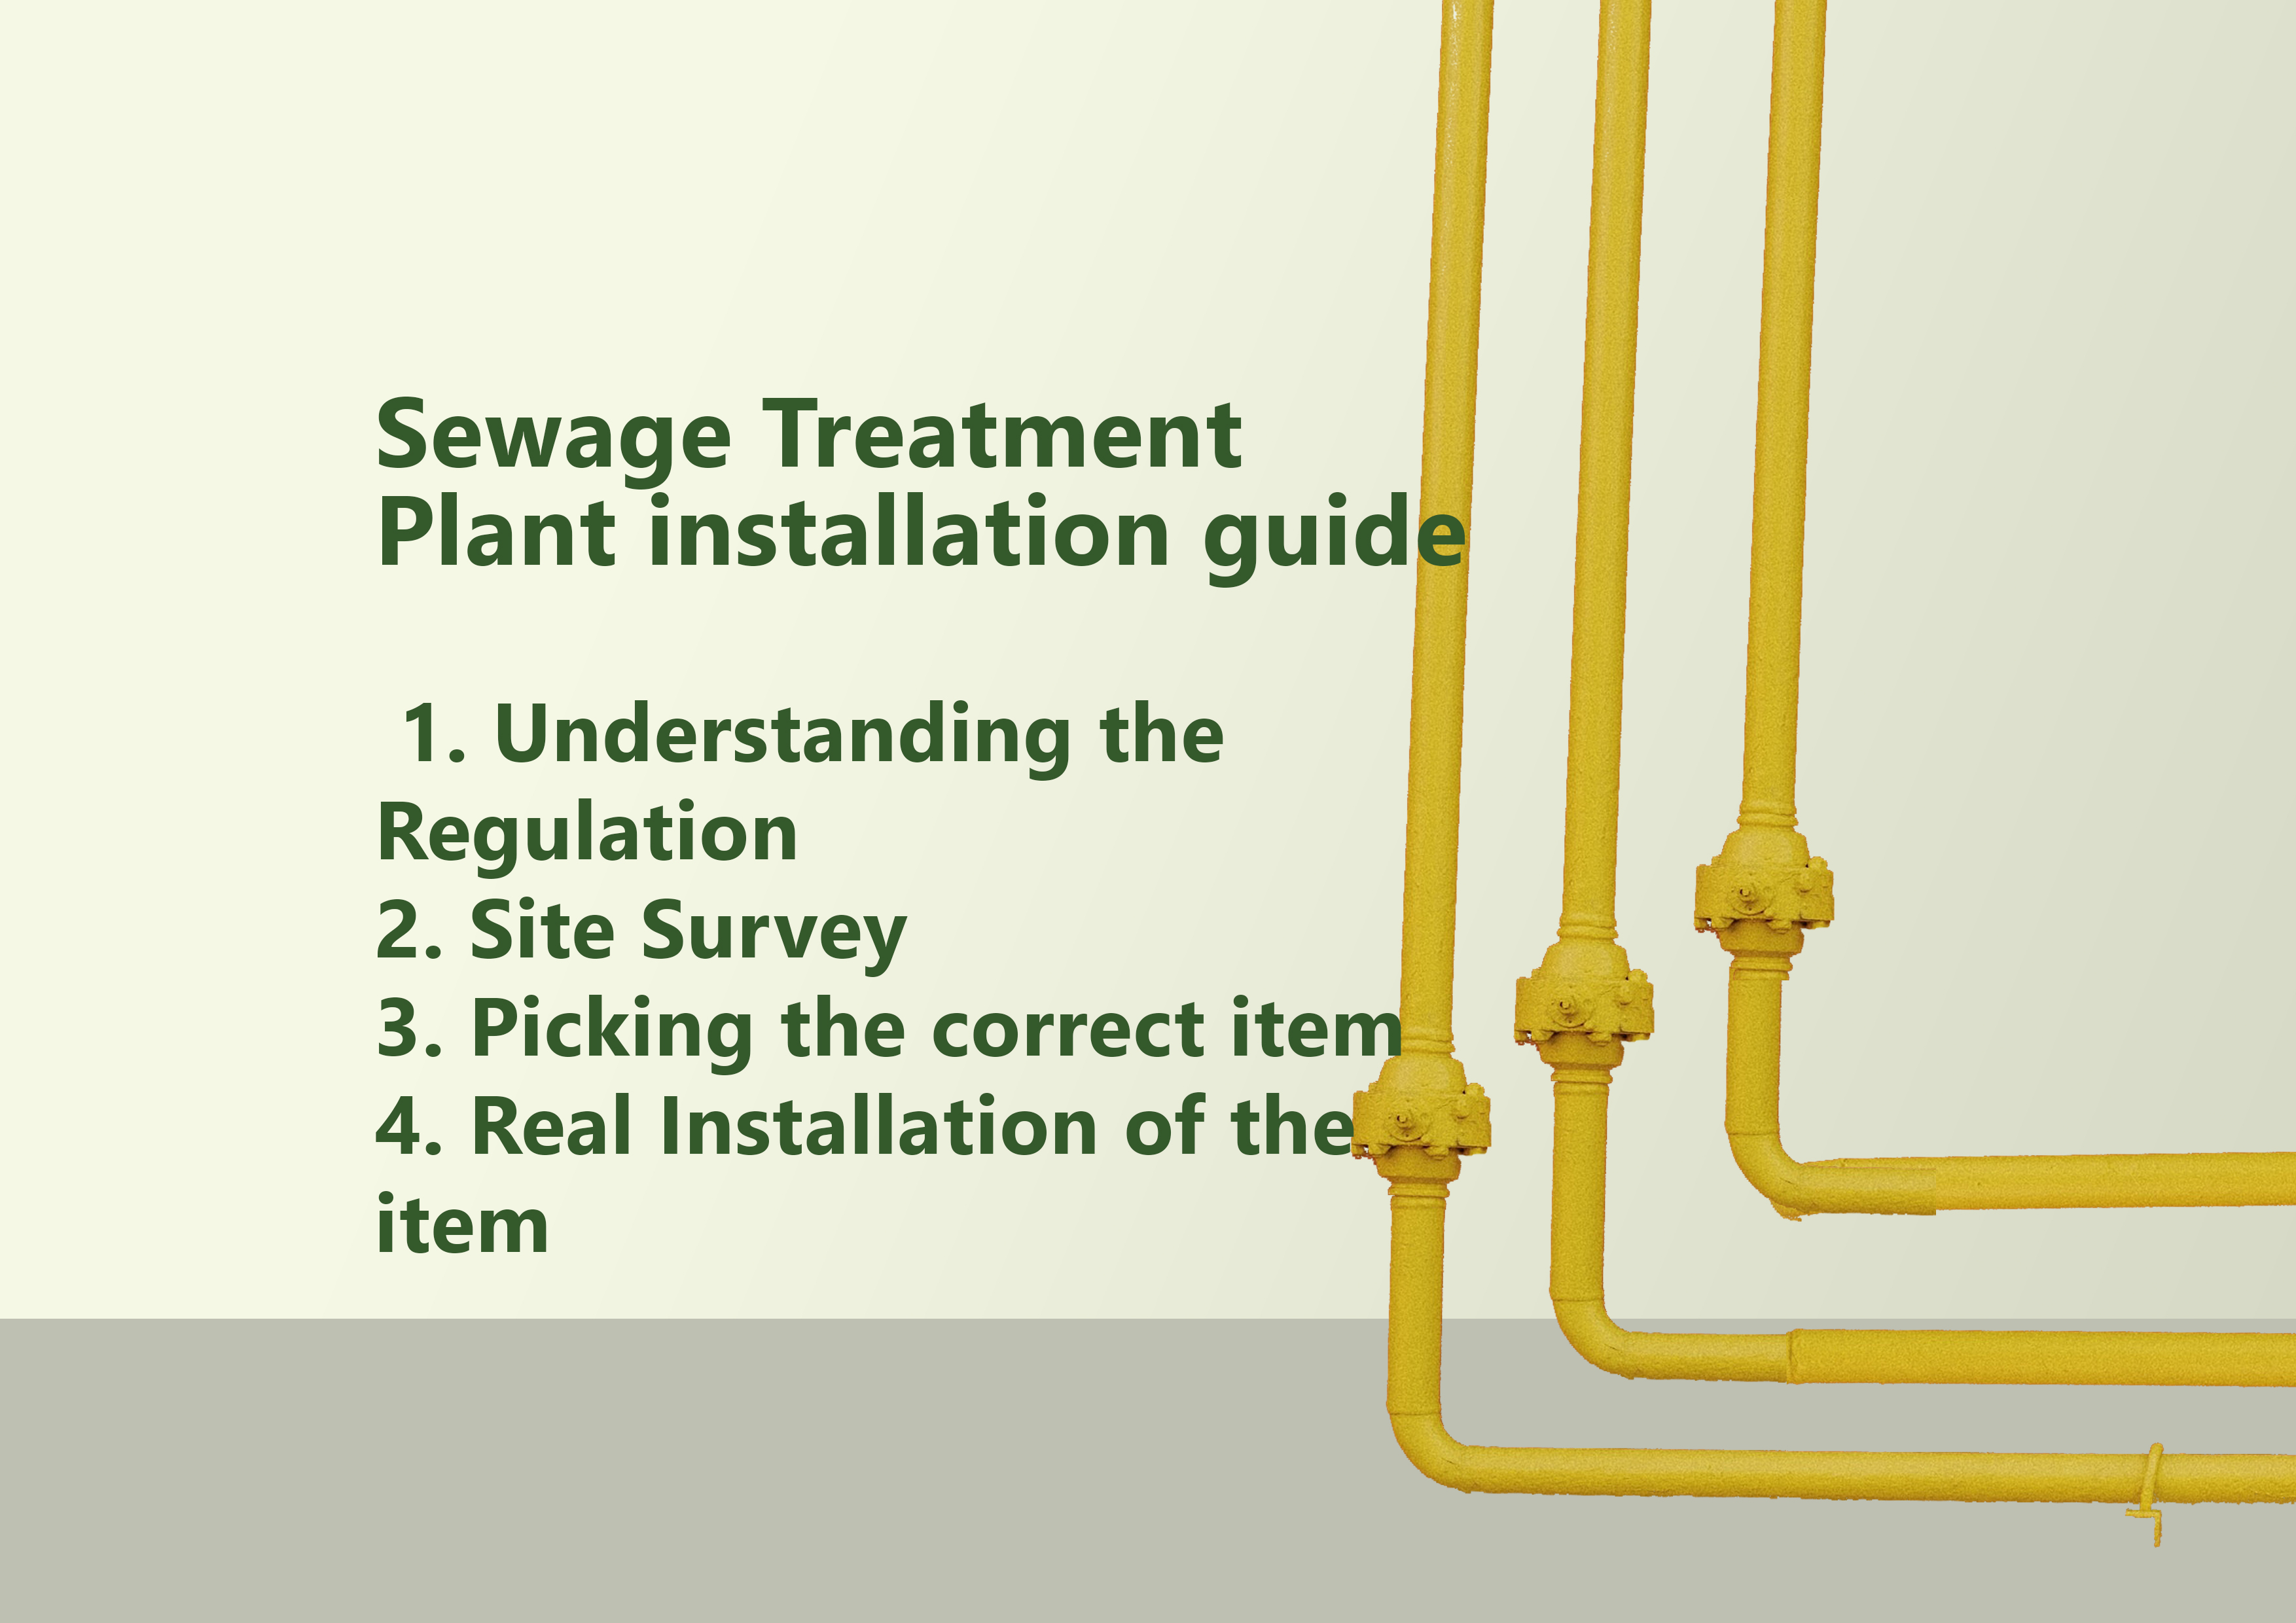 Sewage Treatment
Plant installation guide
1. Understanding the
Regulation
2. Site Survey
3. Picking the correct item
4. Real Installation of the
item